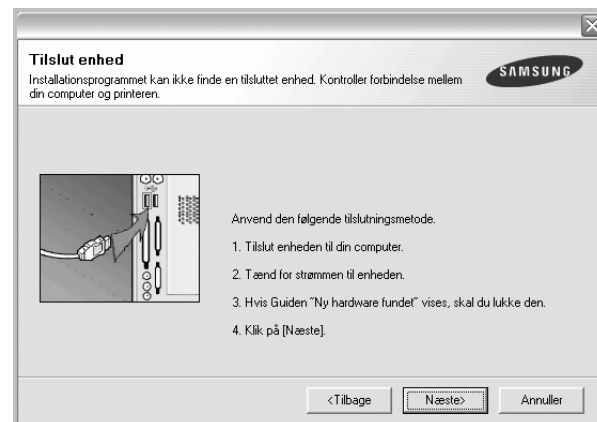 Tilslut enhed
Installationsprogrammet kan ikke finde en tilsluttet enhed. Kontroller forbindelse mellem
din computer og printeren.
SAMSUNG
Anvend den følgende tilslutningsmetode.
1. Tilslut enheden til din computer.
2. Tænd for strømmen til enheden.
3. Hvis Guiden "Ny hardware fundet" vises, skal du lukke den.
4. Klik på [Næste].
<Tilbage
Næste>
Annuller